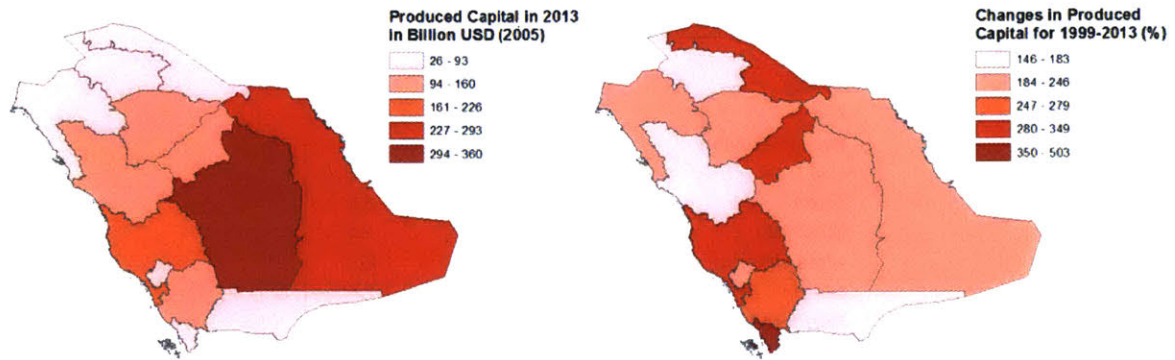 Produced Capital in 2013
in Billion USD (2005)
26 - 93
94 - 160
161 - 226
227 - 293
294 - 360
Changes in Produced
Capital for 1999-2013 (%)
146 - 183
184 - 246
247 - 279
280 - 349
350 - 503